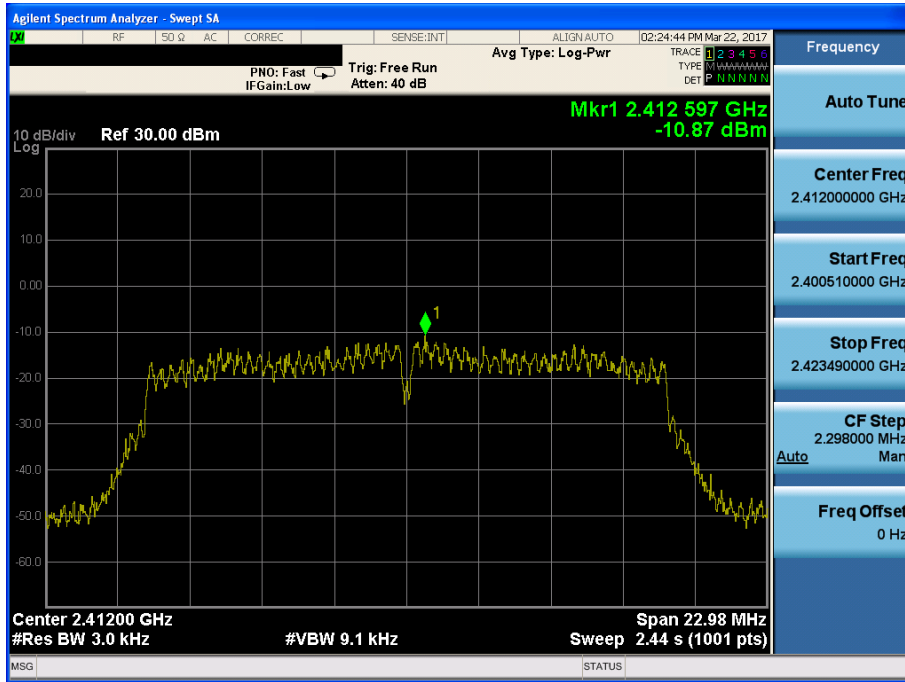 Agilent Spectrum Analyzer - Swept SA
LXI RF 50 Ω AC CORREC SENSE:INT ALIGN AUTO 02:24:44 PM Mar 22, 2017
Avg Type: Log-Pwr
TRACE 1 2 3 4 5 6
PNO: Fast
Trig: Free Run
TYPE M WWWWW
IFGain:Low
Atten: 40 dB
DET P N N N N N
Mkr1 2.412 597 GHz
-10.87 dBm
10 dB/div Ref 30.00 dBm
Log
20.0
10.0
0.00
-10.0
-20.0
-30.0
-40.0
-50.0
-60.0
1
Center 2.41200 GHz
Span 22.98 MHz
#Res BW 3.0 kHz
#VBW 9.1 kHz
Sweep 2.44 s (1001 pts)
MSG
STATUS
Frequency
Auto Tune
Center Freq
2.412000000 GHz
Start Freq
2.400510000 GHz
Stop Freq
2.423490000 GHz
CF Step
2.298000 MHz
Auto Man
Freq Offset
0 Hz